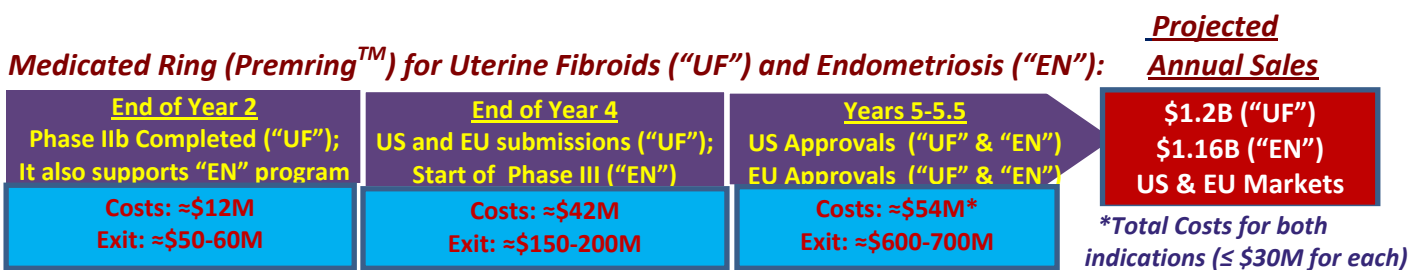 Projected
Medicated Ring (Premring™) for Uterine Fibroids (“UF”) and Endometriosis (“EN”): Annual Sales
End of Year 2
Phase IIb Completed (“UF”);
It also supports “EN” program
Costs: ≈$12M
Exit: ≈$50-60M
End of Year 4
US and EU submissions (“UF”);
Start of Phase III (“EN”)
Costs: ≈$42M
Exit: ≈$150-200M
Years 5-5.5
US Approvals (“UF” & “EN”)
EU Approvals (“UF” & “EN”)
Costs: ≈$54M*
Exit: ≈$600-700M
$1.2B (“UF”)
$1.16B (“EN”)
US & EU Markets
*Total Costs for both
indications (≤ $30M for each)